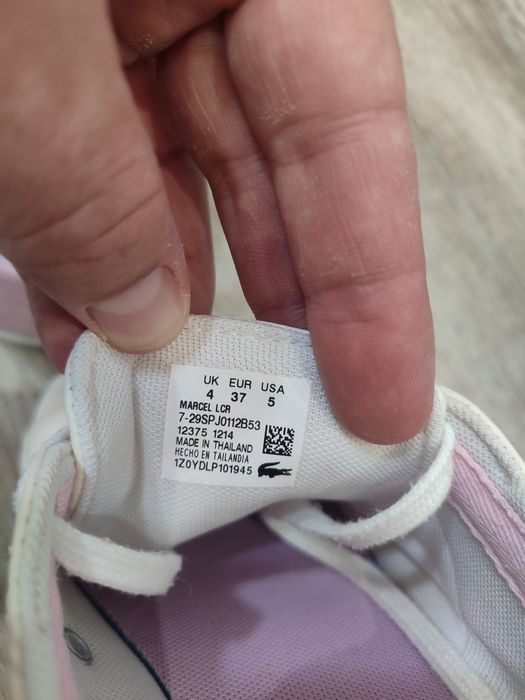 UK EUR USA
4 37 5
MARCEL LCR
7-29SPJ0112B53
12375 1214
MADE IN THAILAND
HECHO EN TAILANDIA
1Z0YDLP101945